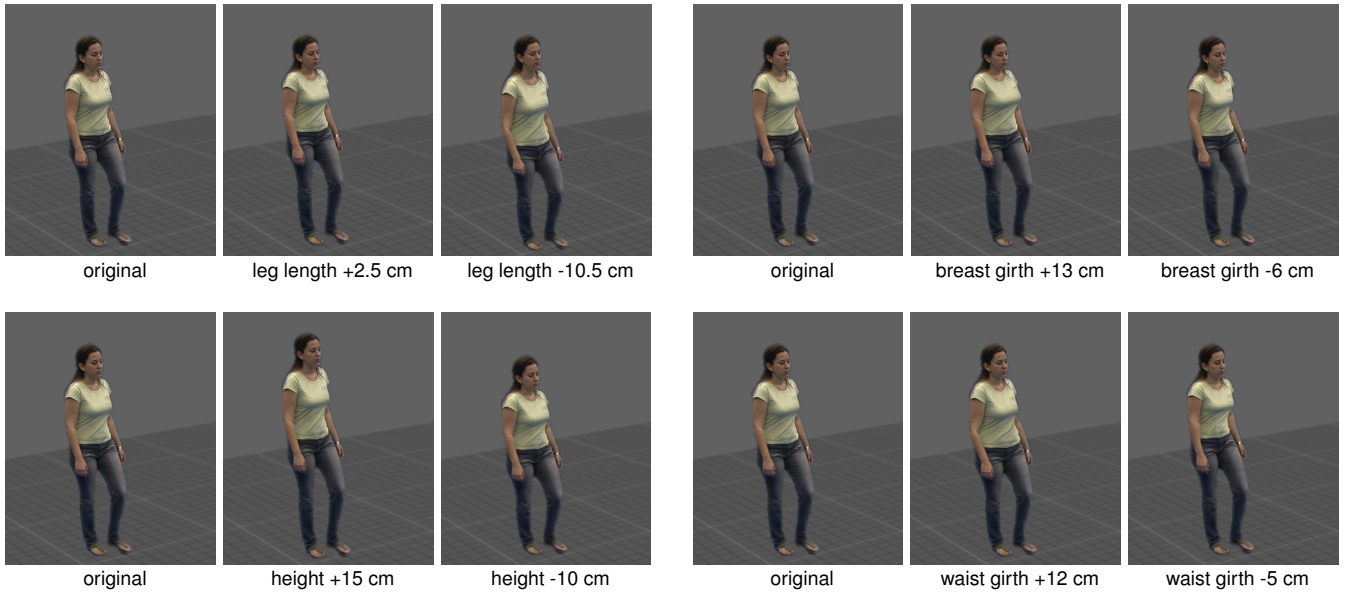 original
leg length +2.5 cm
leg length -10.5 cm
original
breast girth +13 cm
breast girth -6 cm
original
height +15 cm
height -10 cm
original
waist girth +12 cm
waist girth -5 cm